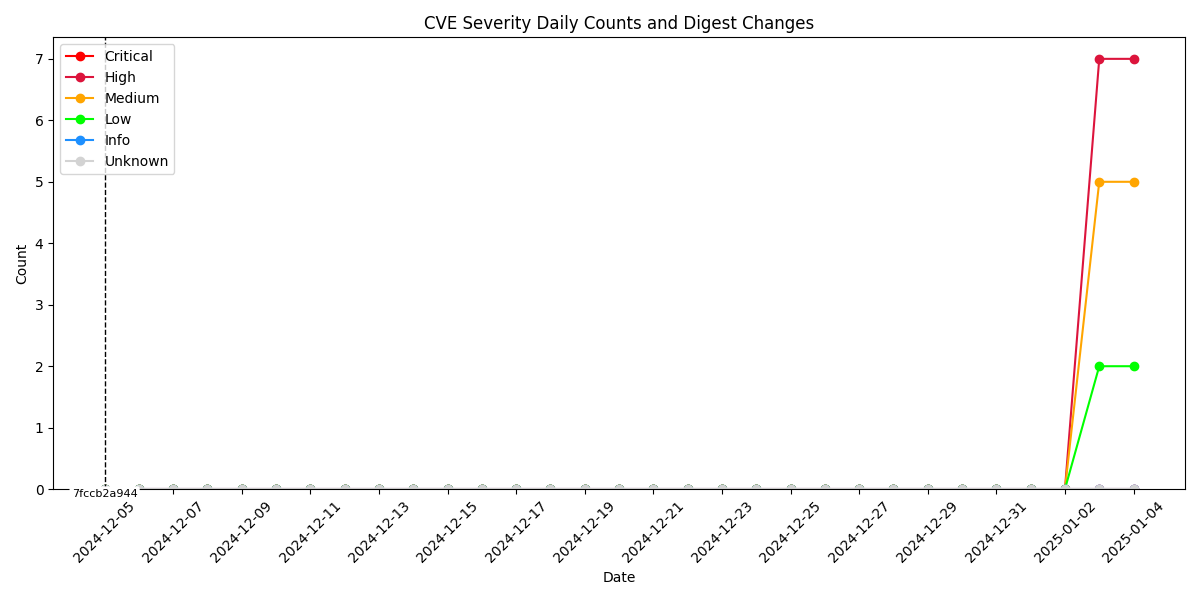 CVE Severity Daily Counts and Digest Changes
Critical
High
Medium
Low
Info
Unknown
Count
7
6
5
4
3
2
1
0
7fccb2a944
2024-12-05
2024-12-07
2024-12-09
2024-12-11
2024-12-13
2024-12-15
2024-12-17
2024-12-19
2024-12-21
2024-12-23
2024-12-25
2024-12-27
2024-12-29
2024-12-31
2025-01-02
2025-01-04
Date